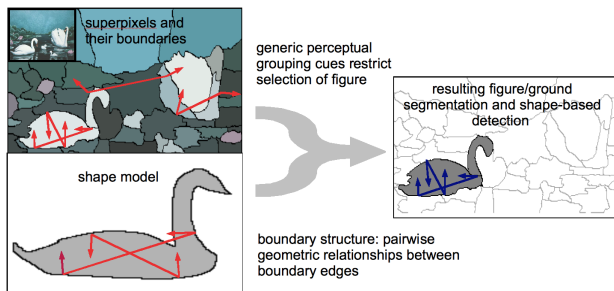 superpixels and
their boundaries
generic perceptual
grouping cues restrict
selection of figure
resulting figure/ground
segmentation and shape-based
detection
shape model
boundary structure: pairwise
geometric relationships between
boundary edges